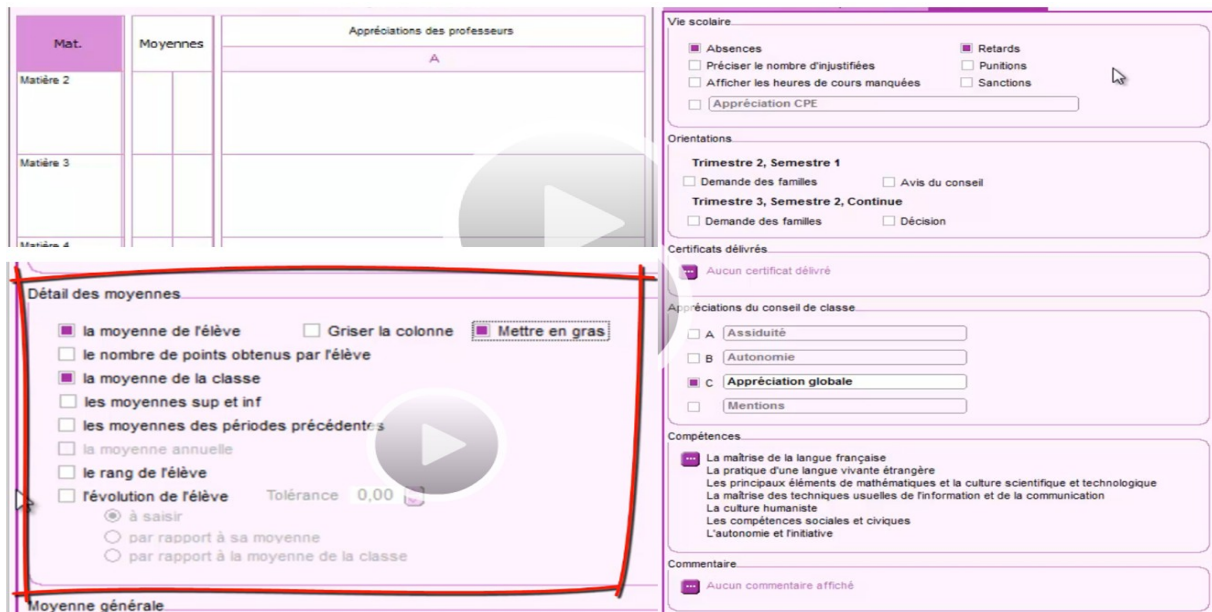 Mat.
Moyennes
Appréciations des professeurs
A
Matière 2
Matière 3
Matière 4
Détail des moyennes
la moyenne de l'élève Griser la colonne Mettre en gras
le nombre de points obtenus par l'élève
la moyenne de la classe
les moyennes sup et inf
les moyennes des périodes précédentes
la moyenne annuelle
le rang de l'élève
l'évolution de l'élève Tolérance 0,00
à saisir
par rapport à sa moyenne
par rapport à la moyenne de la classe
Moyenne générale
Vie scolaire
Absences Retards
Préciser le nombre d'injustifiées Punitions
Afficher les heures de cours manquées Sanctions
Appréciation CPE
Orientations
Trimestre 2, Semestre 1
Demande des familles Avis du conseil
Trimestre 3, Semestre 2, Continue
Demande des familles Décision
Certificats délivrés
Aucun certificat délivré
Appréciations du conseil de classe
A Assiduité
B Autonomie
C Appréciation globale
Mentions
Compétences
La maîtrise de la langue française
La pratique d'une langue vivante étrangère
Les principaux éléments de mathématiques et la culture scientifique et technologique
La maîtrise des techniques usuelles de l'information et de la communication
La culture humaniste
Les compétences sociales et civiques
L'autonomie et l'initiative
Commentaire
Aucun commentaire affiché